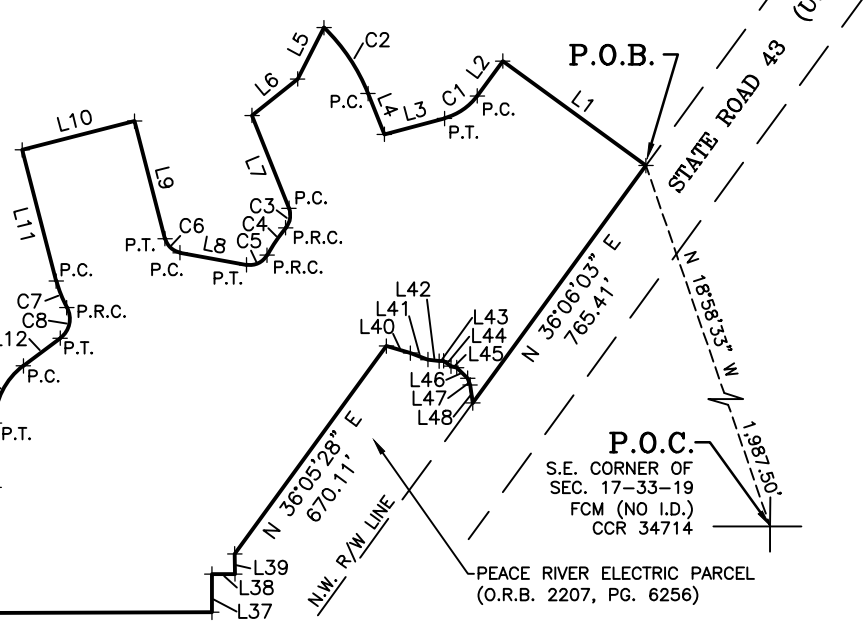 L5
C2
L2
(U
P.O.B.
STATE ROAD 43
L6
P.C.
L4
L3
C1
P.C.
P.T.
L1
L10
L7
L9
L11
C3
P.C.
C4
P.R.C.
C6
P.T.
L8
P.C.
C5
P.T.
P.R.C.
P.C.
C7
P.R.C.
C8
L12
P.T.
P.C.
P.T.
L42
L41
L40
L43
L44
L45
L46
L47
L48
N 36°06'03" E
765.41'
N 18°58'33" W
1,987.50'
N 36°05'28" E
670.11'
P.O.C.
S.E. CORNER OF
SEC. 17-33-19
FCM (NO I.D.)
CCR 34714
N.W. R/W LINE
L39
L38
L37
PEACE RIVER ELECTRIC PARCEL
(O.R.B. 2207, PG. 6256)